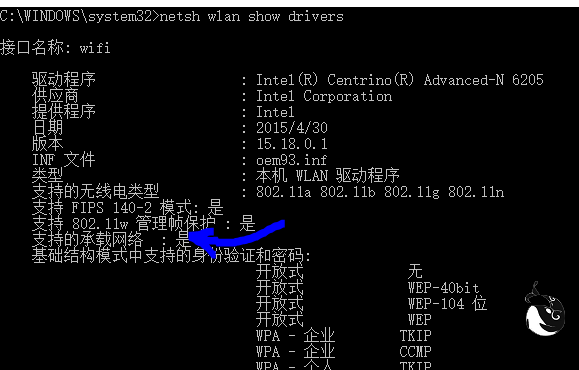 C:\WINDOWS\system32>netsh wlan show drivers
接口名称: wifi
驱动程序 : Intel(R) Centrino(R) Advanced-N 6205
供应商 : Intel Corporation
提供程序 : Intel
日期 : 2015/4/30
版本 : 15.18.0.1
INF 文件 : oem93.inf
类型 : 本机 WLAN 驱动程序
支持的无线电类型 : 802.11a 802.11b 802.11g 802.11n
支持 FIPS 140-2 模式: 是
支持 802.11w 管理帧保护 : 是
支持的承载网络 : 是
基础结构模式中支持的身份验证和密码:
开放式 无
开放式 WEP-40bit
开放式 WEP-104 位
开放式 WEP
WPA - 企业 TKIP
WPA - 企业 CCMP
WPA - 个人 TKIP